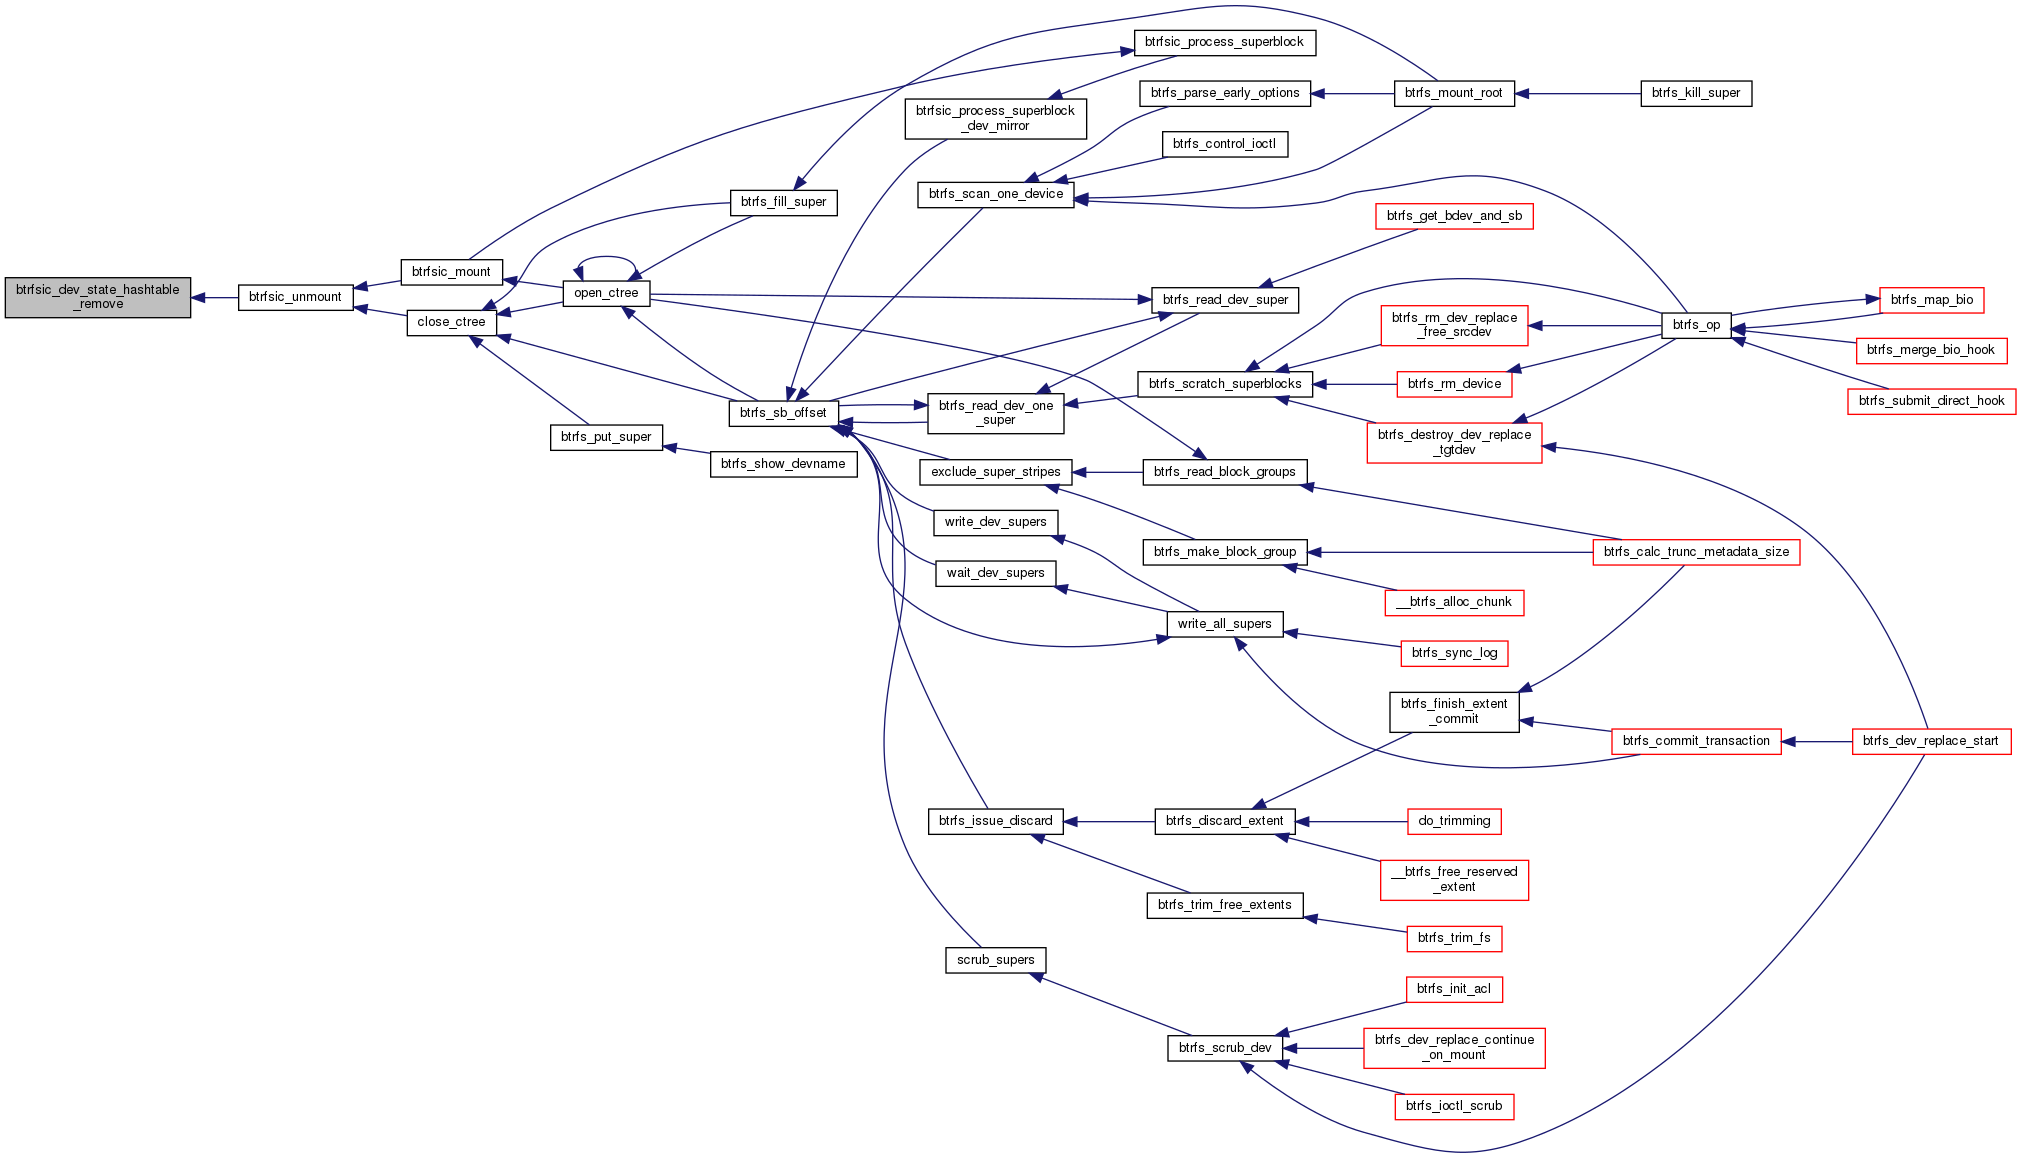 btrfsic_process_superblock
btrfs_parse_early_options
btrfs_mount_root
btrfs_kill_super
btrfsic_process_superblock
_dev_mirror
btrfs_control_ioctl
btrfs_scan_one_device
btrfs_fill_super
btrfs_get_bdev_and_sb
btrfsic_mount
btrfsic_dev_state_hashtable
_remove
btrfsic_unmount
open_ctree
btrfs_read_dev_super
btrfs_map_bio
close_ctree
btrfs_rm_dev_replace
_free_srcdev
btrfs_op
btrfs_merge_bio_hook
btrfs_scratch_superblocks
btrfs_rm_device
btrfs_submit_direct_hook
btrfs_sb_offset
btrfs_read_dev_one
_super
btrfs_put_super
btrfs_destroy_dev_replace
_tgtdev
btrfs_show_devname
exclude_super_stripes
btrfs_read_block_groups
write_dev_supers
btrfs_make_block_group
btrfs_calc_trunc_metadata_size
wait_dev_supers
__btrfs_alloc_chunk
write_all_supers
btrfs_sync_log
btrfs_finish_extent
_commit
btrfs_commit_transaction
btrfs_dev_replace_start
btrfs_issue_discard
btrfs_discard_extent
do_trimming
__btrfs_free_reserved
_extent
btrfs_trim_free_extents
btrfs_trim_fs
scrub_supers
btrfs_init_acl
btrfs_scrub_dev
btrfs_dev_replace_continue
_on_mount
btrfs_ioctl_scrub